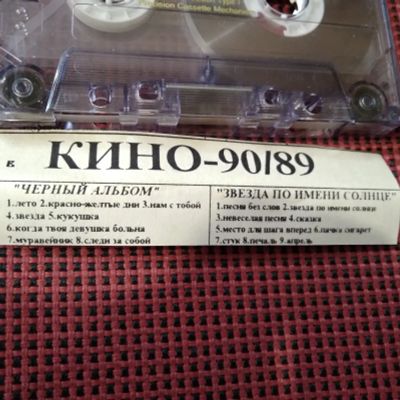 Precision Cassette Mechanism
в КИНО-90/89
"ЧЕРНЫЙ АЛЬБОМ"
1.лето 2.красно-желтые дни 3.нам с тобой
4.звезда 5.кукушка
6.когда твоя девушка больна
7.муравейник 8.следи за собой
"ЗВЕЗДА ПО ИМЕНИ СОЛНЦЕ"
1.песня без слов 2.звезда по имени солнце
3.невеселая песня 4.сказка
5.место для шага вперед 6.пачка сигарет
7.стук 8.печаль 9.апрель